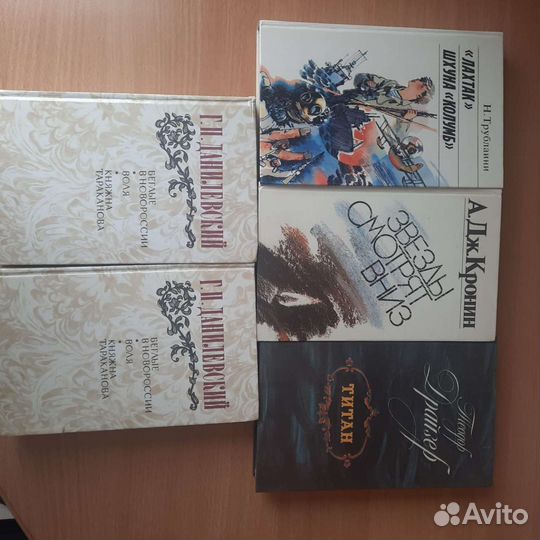 Г.П. ДАНИЛЕВСКИЙ
БЕГЛЫЕ
В НОВОРОССИИ
•
ВОЛЯ
•
КНЯЖНА
ТАРАКАНОВА
Г.П. ДАНИЛЕВСКИЙ
БЕГЛЫЕ
В НОВОРОССИИ
•
ВОЛЯ
•
КНЯЖНА
ТАРАКАНОВА
Н. Трублаини
«ЛАХТАК»
ШХУНА «КОЛУМБ»
А. Дж. Кронин
ЗВЕЗДЫ
СМОТРЯТ
ВНИЗ
Теодор
Драйзер
ТИТАН
Avito